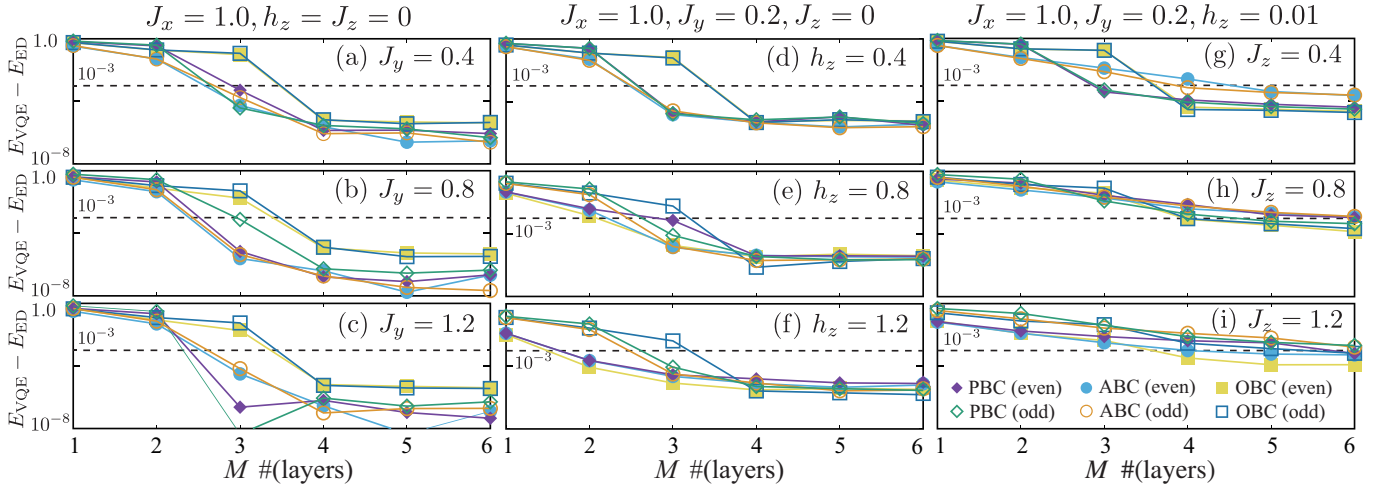 J_x = 1.0, h_z = J_z = 0
J_x = 1.0, J_y = 0.2, J_z = 0
J_x = 1.0, J_y = 0.2, h_z = 0.01
E_VQE − E_ED
1.0
10^-3
10^-8
(a) J_y = 0.4
(d) h_z = 0.4
10^-3
(g) J_z = 0.4
10^-3
E_VQE − E_ED
1.0
10^-3
10^-8
(b) J_y = 0.8
(e) h_z = 0.8
10^-3
(h) J_z = 0.8
10^-3
E_VQE − E_ED
1.0
10^-3
10^-8
(c) J_y = 1.2
(f) h_z = 1.2
10^-3
(i) J_z = 1.2
10^-3
PBC (even) ABC (even) OBC (even)
PBC (odd) ABC (odd) OBC (odd)
1 2 3 4 5 6
1 2 3 4 5 6
1 2 3 4 5 6
M #(layers)
M #(layers)
M #(layers)